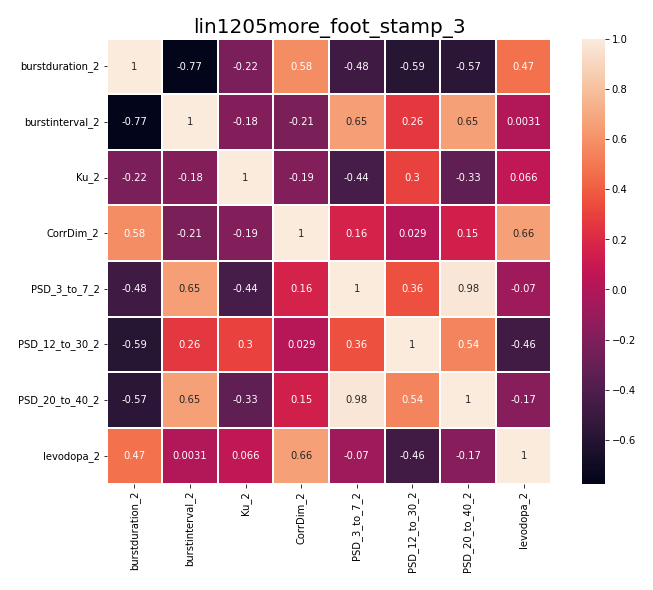 lin1205more_foot_stamp_3
burstduration_2 1 -0.77 -0.22 0.58 -0.48 -0.59 -0.57 0.47
burstinterval_2 -0.77 1 -0.18 -0.21 0.65 0.26 0.65 0.0031
Ku_2 -0.22 -0.18 1 -0.19 -0.44 0.3 -0.33 0.066
CorrDim_2 0.58 -0.21 -0.19 1 0.16 0.029 0.15 0.66
PSD_3_to_7_2 -0.48 0.65 -0.44 0.16 1 0.36 0.98 -0.07
PSD_12_to_30_2 -0.59 0.26 0.3 0.029 0.36 1 0.54 -0.46
PSD_20_to_40_2 -0.57 0.65 -0.33 0.15 0.98 0.54 1 -0.17
levodopa_2 0.47 0.0031 0.066 0.66 -0.07 -0.46 -0.17 1
burstduration_2
burstinterval_2
Ku_2
CorrDim_2
PSD_3_to_7_2
PSD_12_to_30_2
PSD_20_to_40_2
levodopa_2
1.0
0.8
0.6
0.4
0.2
0.0
−0.2
−0.4
−0.6